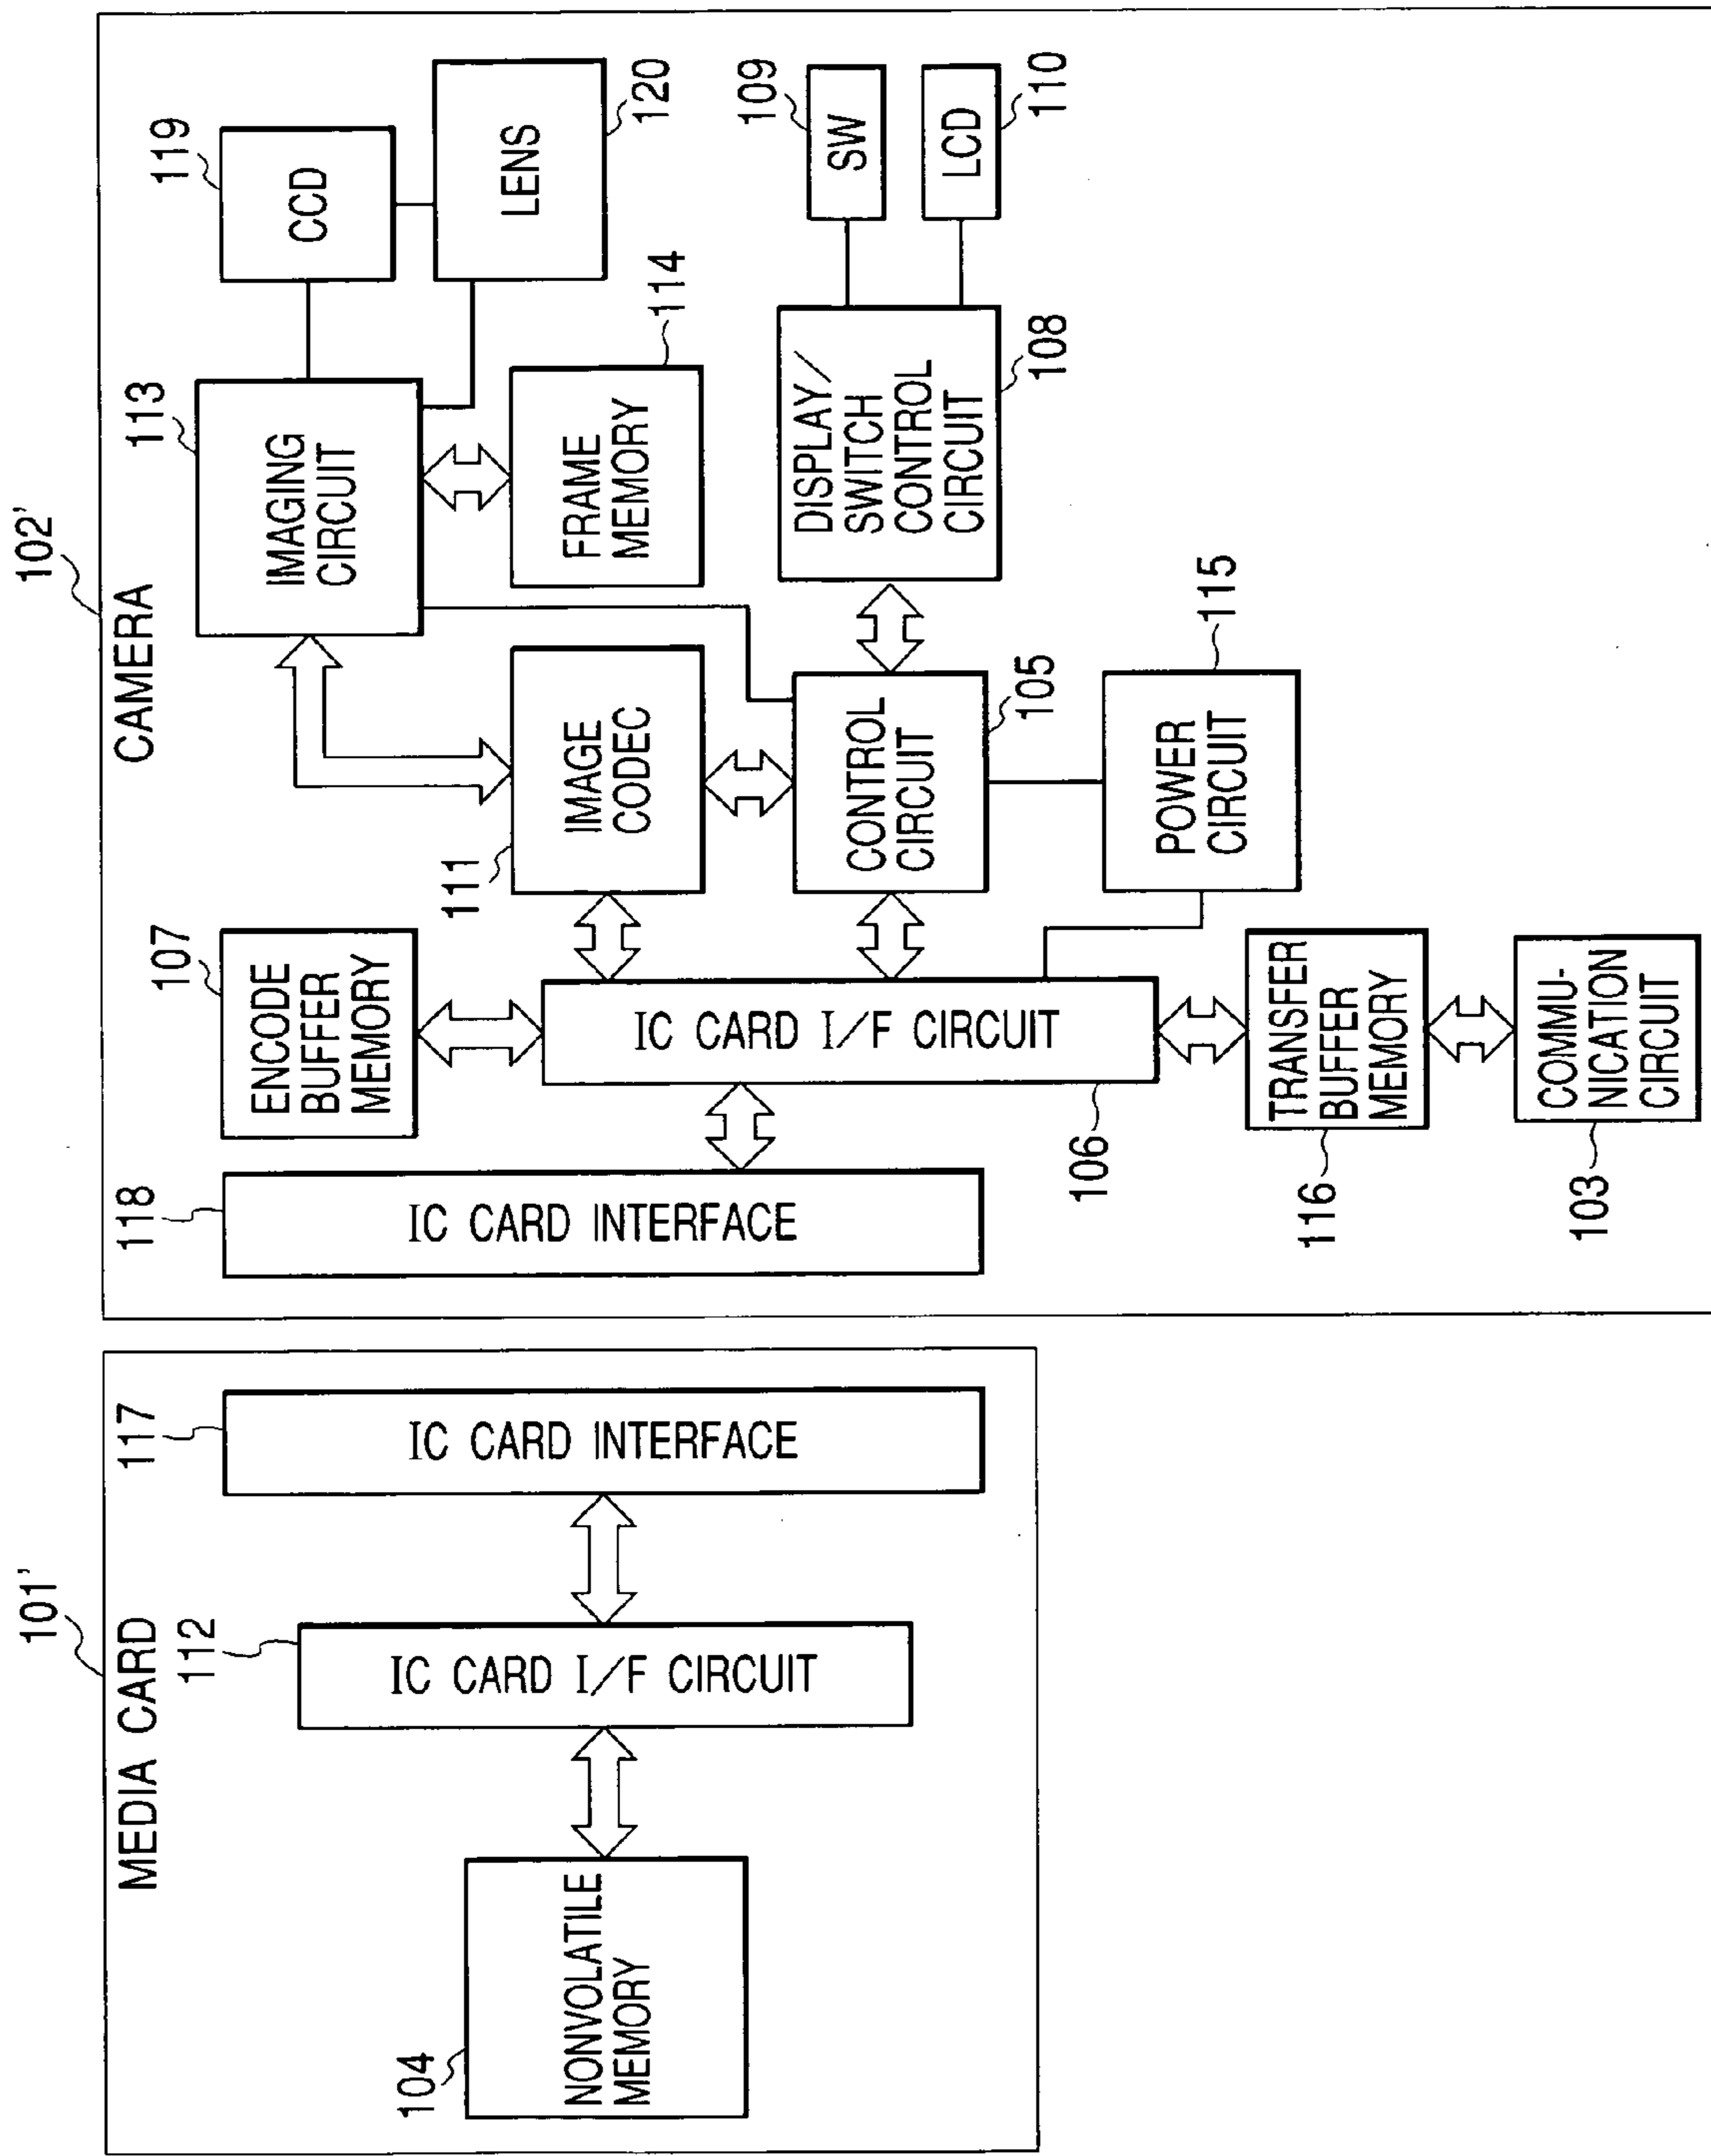 101'
MEDIA CARD
104
NONVOLATILE
MEMORY
112
IC CARD I/F CIRCUIT
117
IC CARD INTERFACE
102'
CAMERA
118
IC CARD INTERFACE
107
ENCODE
BUFFER
MEMORY
IC CARD I/F CIRCUIT
106
111
IMAGE
CODEC
113
IMAGING
CIRCUIT
119
CCD
LENS
120
FRAME
MEMORY
114
CONTROL
CIRCUIT
105
DISPLAY/
SWITCH
CONTROL
CIRCUIT
108
109
SW
LCD
110
POWER
CIRCUIT
115
TRANSFER
BUFFER
MEMORY
116
COMMU-
NICATION
CIRCUIT
103